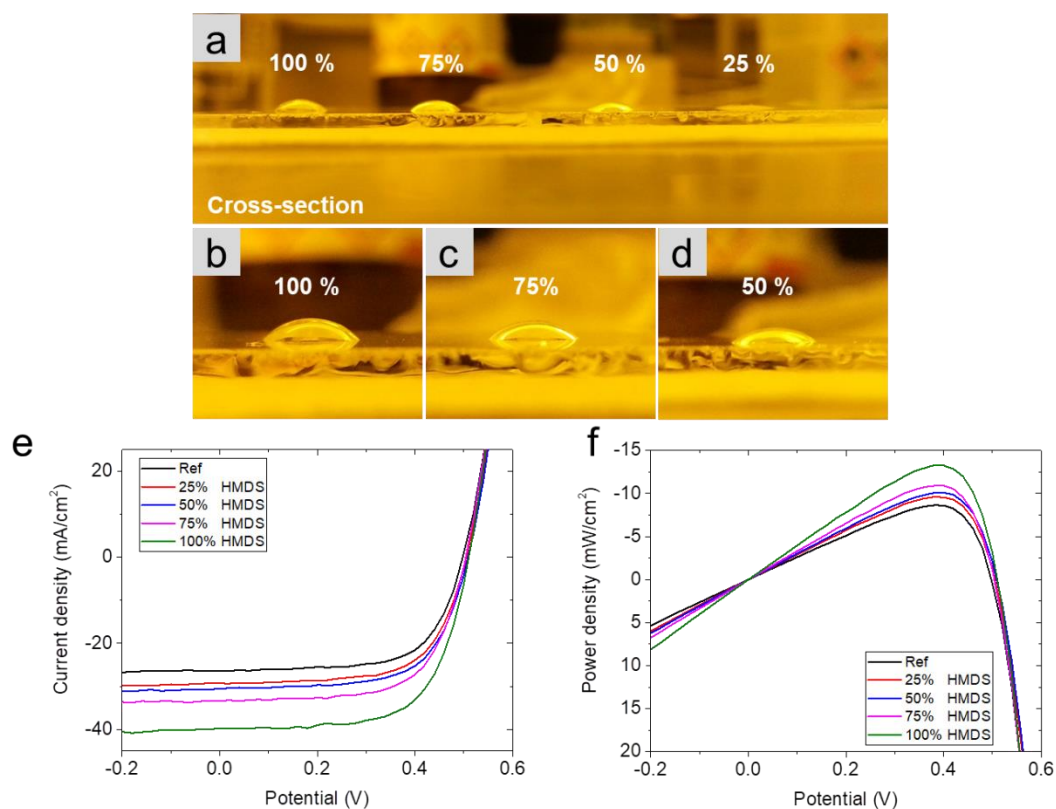 a
100 %
75%
50 %
25 %
Cross-section
b
100 %
c
75%
d
50 %
e
Current density (mA/cm²)
20
0
-20
-40
Ref
25% HMDS
50% HMDS
75% HMDS
100% HMDS
-0.2
0.0
0.2
0.4
0.6
Potential (V)
f
Power density (mW/cm²)
-15
-10
-5
0
5
10
15
20
Ref
25% HMDS
50% HMDS
75% HMDS
100% HMDS
-0.2
0.0
0.2
0.4
0.6
Potential (V)